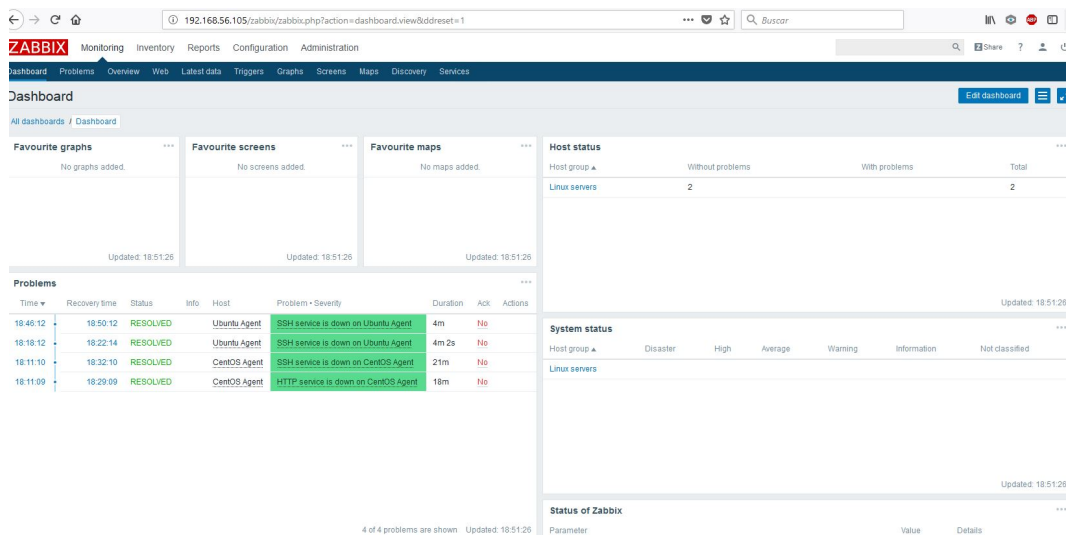 192.168.56.105/zabbix/zabbix.php?action=dashboard.view&ddreset=1
Buscar
ABP
ZABBIX Monitoring Inventory Reports Configuration Administration
Share ?
Dashboard Problems Overview Web Latest data Triggers Graphs Screens Maps Discovery Services
Dashboard
Edit dashboard
All dashboards / Dashboard
Favourite graphs
No graphs added.
Updated: 18:51:26
Favourite screens
No screens added.
Updated: 18:51:26
Favourite maps
No maps added.
Updated: 18:51:26
Host status
Host group Without problems With problems Total
Linux servers 2 2
Updated: 18:51:26
Problems
Time Recovery time Status Info Host Problem • Severity Duration Ack Actions
18:46:12 18:50:12 RESOLVED Ubuntu Agent SSH service is down on Ubuntu Agent 4m No
18:18:12 18:22:14 RESOLVED Ubuntu Agent SSH service is down on Ubuntu Agent 4m 2s No
18:11:10 18:32:10 RESOLVED CentOS Agent SSH service is down on CentOS Agent 21m No
18:11:09 18:29:09 RESOLVED CentOS Agent HTTP service is down on CentOS Agent 18m No
4 of 4 problems are shown Updated: 18:51:26
System status
Host group Disaster High Average Warning Information Not classified
Linux servers
Updated: 18:51:26
Status of Zabbix
Parameter Value Details